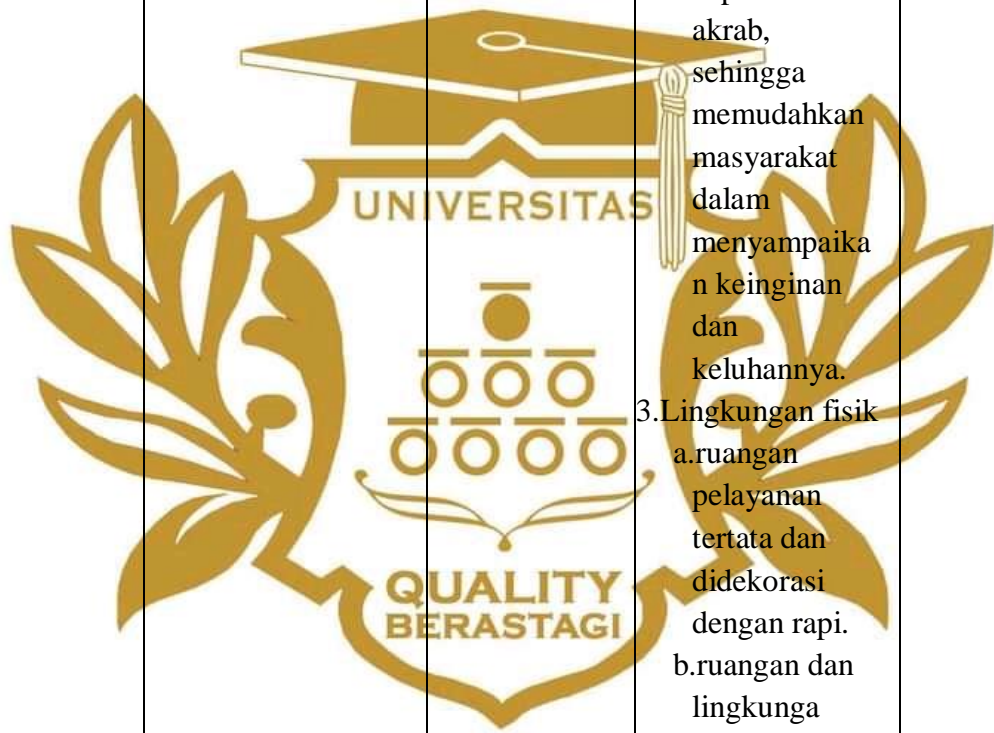 akrab,
sehingga
memudahkan
masyarakat
dalam
menyampaika
n keinginan
dan
keluhannya.
3.Lingkungan fisik
a.ruangan
pelayanan
tertata dan
didekorasi
dengan rapi.
b.ruangan dan
lingkunga
UNIVERSITAS
QUALITY
BERASTAGI